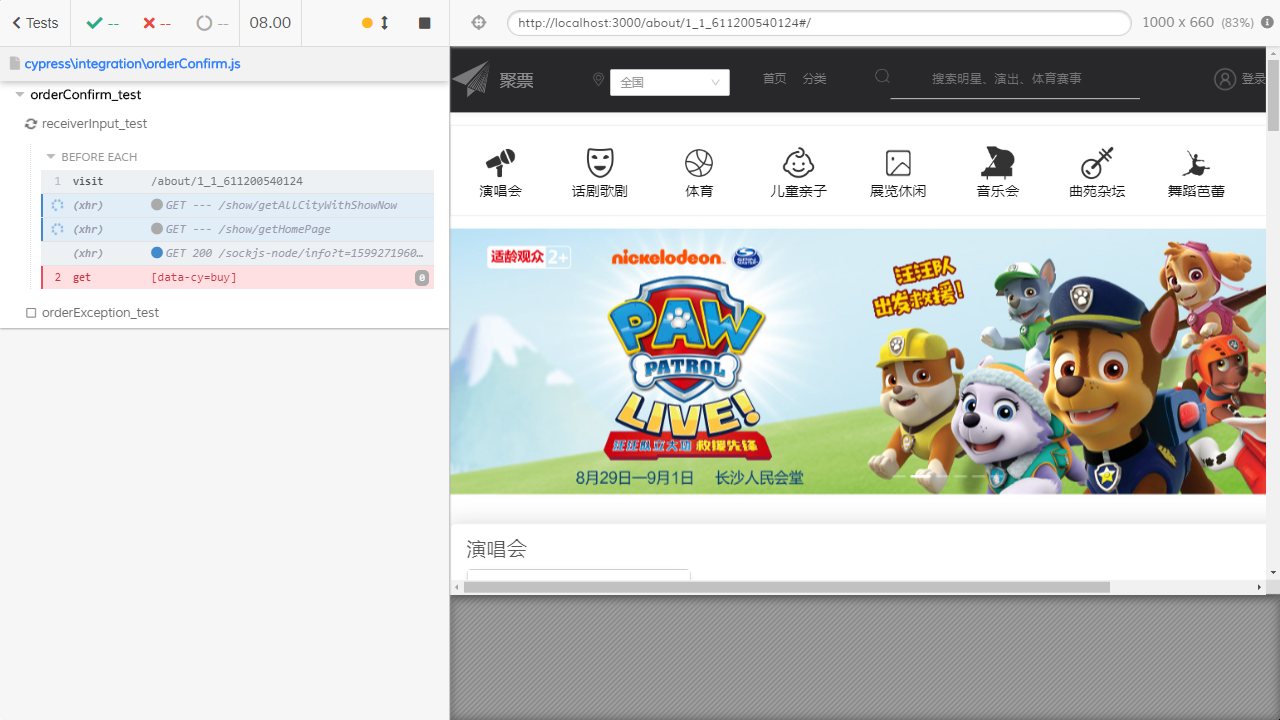 Tests
--
--
--
08.00
http://localhost:3000/about/1_1_611200540124#/
1000 x 660 (83%)
cypress\integration\orderConfirm.js
orderConfirm_test
receiverInput_test
BEFORE EACH
1 visit /about/1_1_611200540124
(xhr) GET --- /show/getAllCityWithShowNow
(xhr) GET --- /show/getHomePage
(xhr) GET 200 /sockjs-node/info?t=1599271960…
2 get [data-cy=buy] 0
orderException_test
聚票
全国
首页 分类
搜索明星、演出、体育赛事
登录
演唱会 话剧歌剧 体育 儿童亲子 展览休闲 音乐会 曲苑杂坛 舞蹈芭蕾
适龄观众 2+
nickelodeon
汪汪队
出发救援!
PAW
PATROL
LIVE!
汪汪队立大功 救援先锋
8月29日—9月1日 长沙人民会堂
演唱会